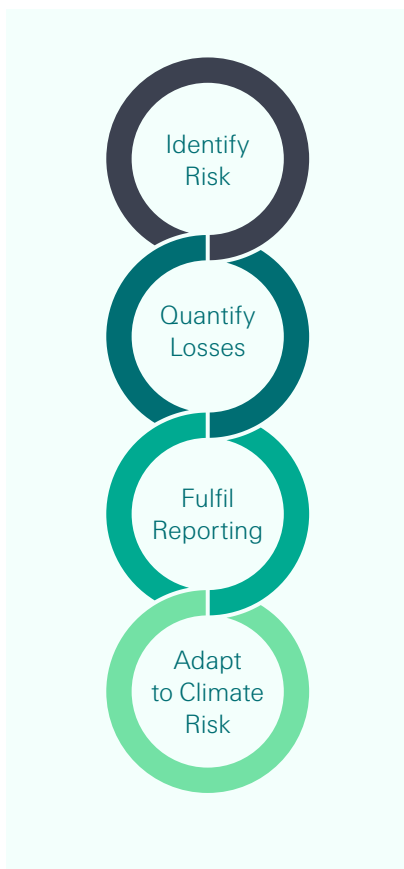 Identify
Risk
Quantify
Losses
Fulfil
Reporting
Adapt
to Climate
Risk